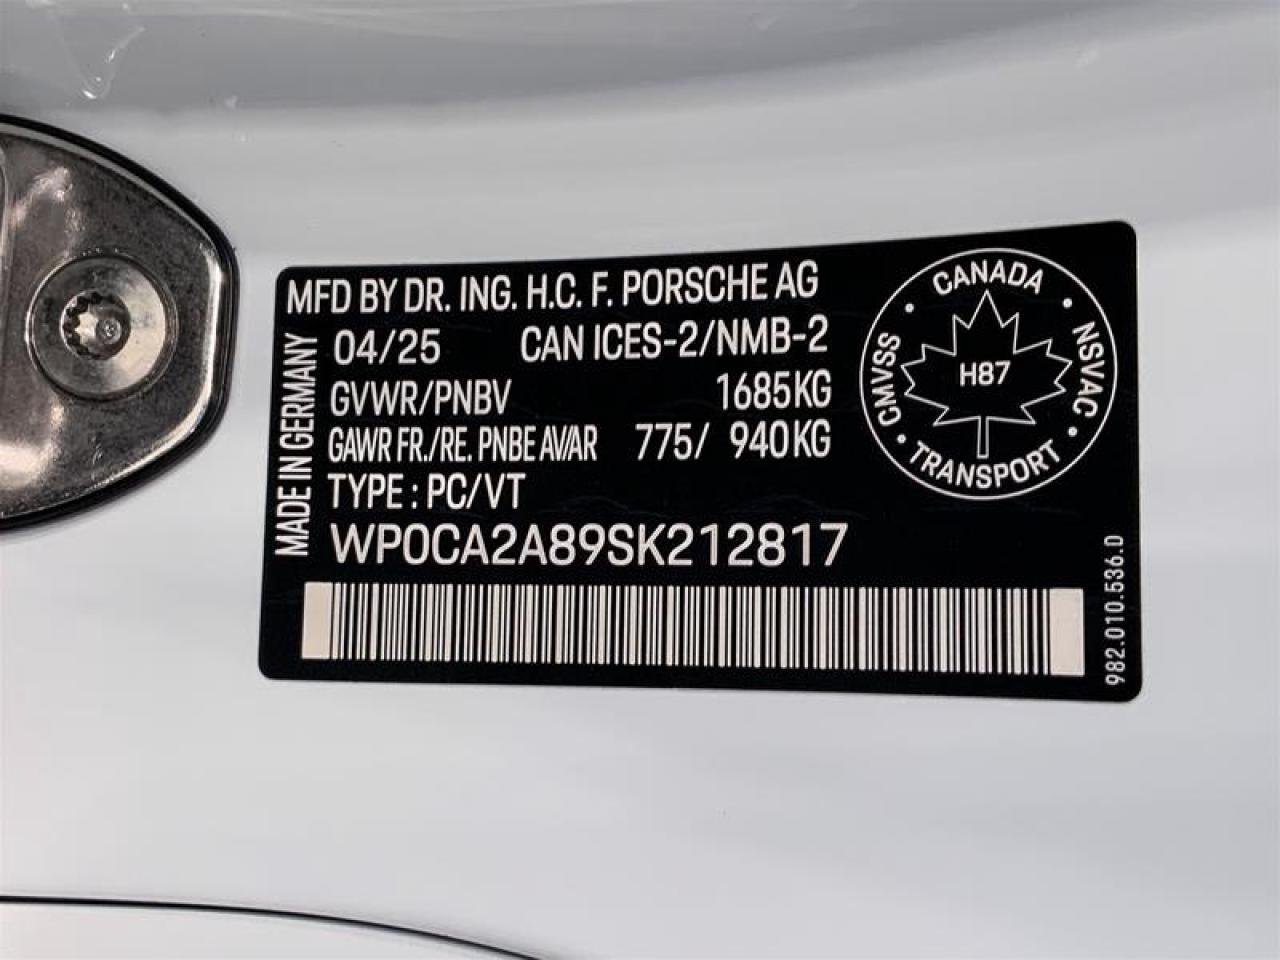 MFD BY DR. ING. H.C. F. PORSCHE AG
04/25 CAN ICES-2/NMB-2
GVWR/PNBV 1685KG
GAWR FR./RE. PNBE AV/AR 775/ 940KG
TYPE : PC/VT
WP0CA2A89SK212817
MADE IN GERMANY
CANADA
CMVSS
NSVAC
H87
TRANSPORT
982.010.536.0